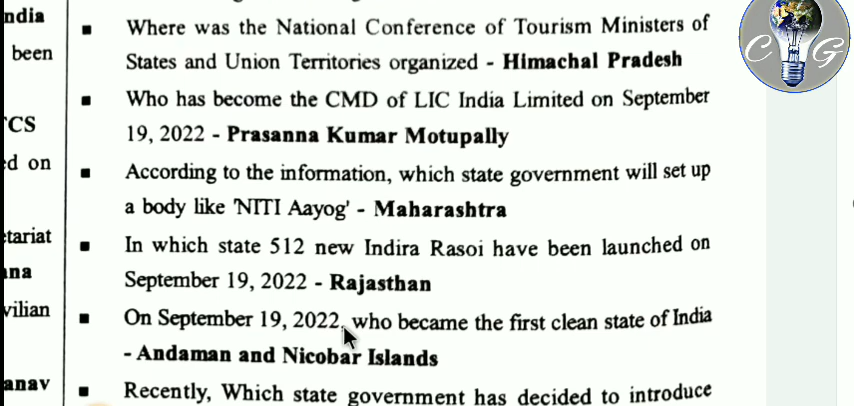 ndia
been
CS
d on
etariat
ana
vilian
anav
■ Where was the National Conference of Tourism Ministers of
States and Union Territories organized - Himachal Pradesh
■ Who has become the CMD of LIC India Limited on September
19, 2022 - Prasanna Kumar Motupally
■ According to the information, which state government will set up
a body like 'NITI Aayog' - Maharashtra
■ In which state 512 new Indira Rasoi have been launched on
September 19, 2022 - Rajasthan
■ On September 19, 2022, who became the first clean state of India
- Andaman and Nicobar Islands
■ Recently, Which state government has decided to introduce
C G